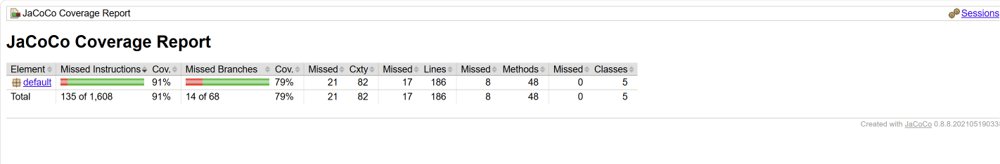 JaCoCo Coverage Report Sessions
JaCoCo Coverage Report
Element Missed Instructions Cov. Missed Branches Cov. Missed Cxty Missed Lines Missed Methods Missed Classes
default 91% 79% 21 82 17 186 8 48 0 5
Total 135 of 1,608 91% 14 of 68 79% 21 82 17 186 8 48 0 5
Created with JaCoCo 0.8.8.202105190338